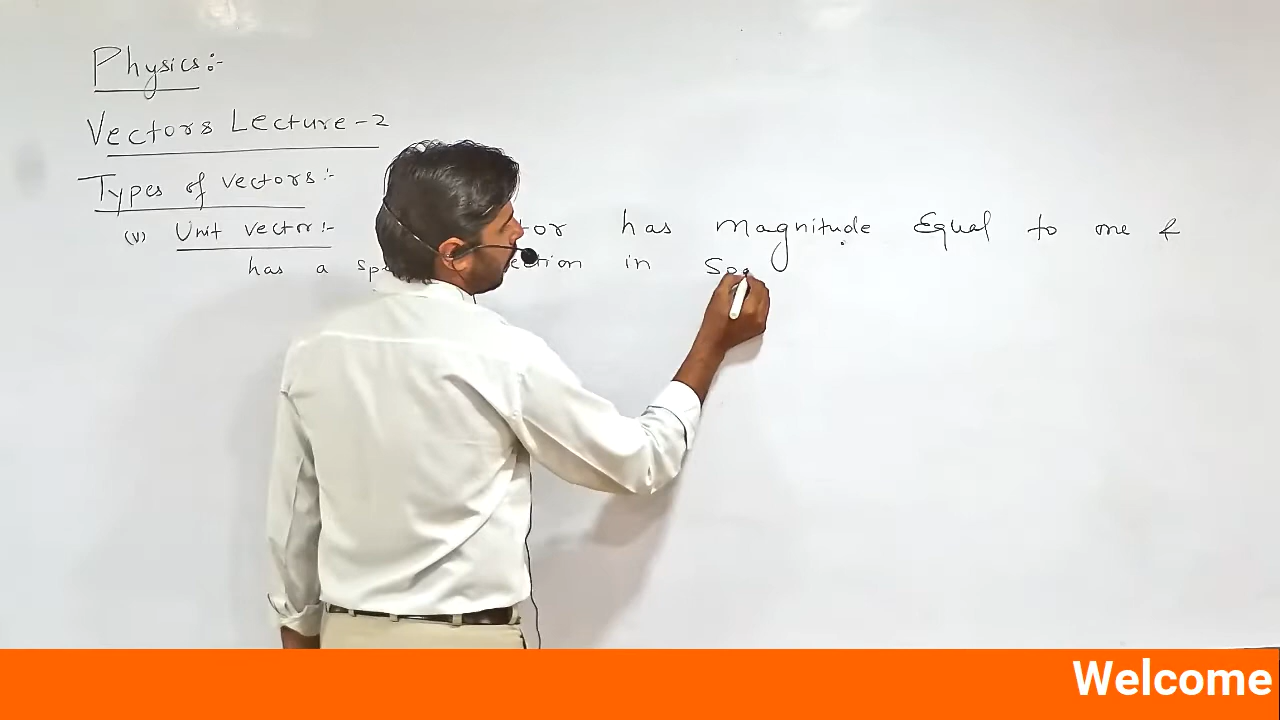 Physics:-
Vectors Lecture-2
Types of vectors:-
(v) Unit vector:- tor has magnitude Equal to one &
has a sp ection in Spa
Welcome